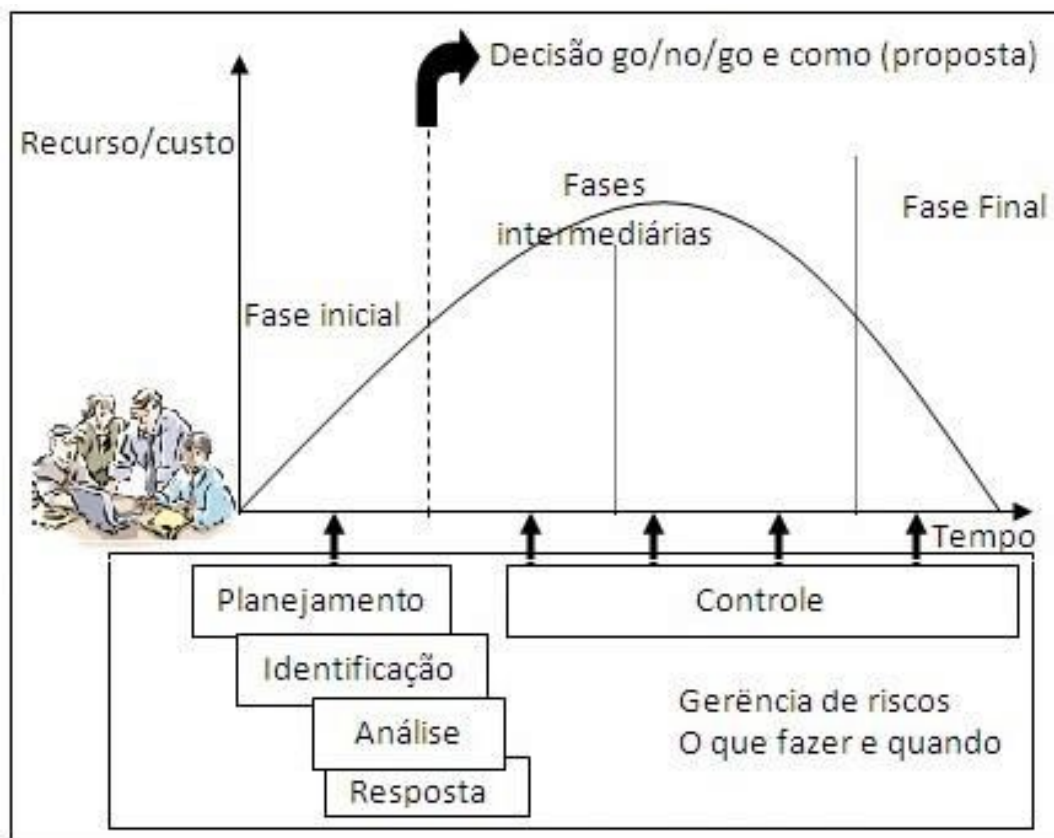 Decisão go/no/go e como (proposta)
Recurso/custo
Fases
intermediárias
Fase Final
Fase inicial
Tempo
Planejamento
Controle
Identificação
Análise
Resposta
Gerência de riscos
O que fazer e quando